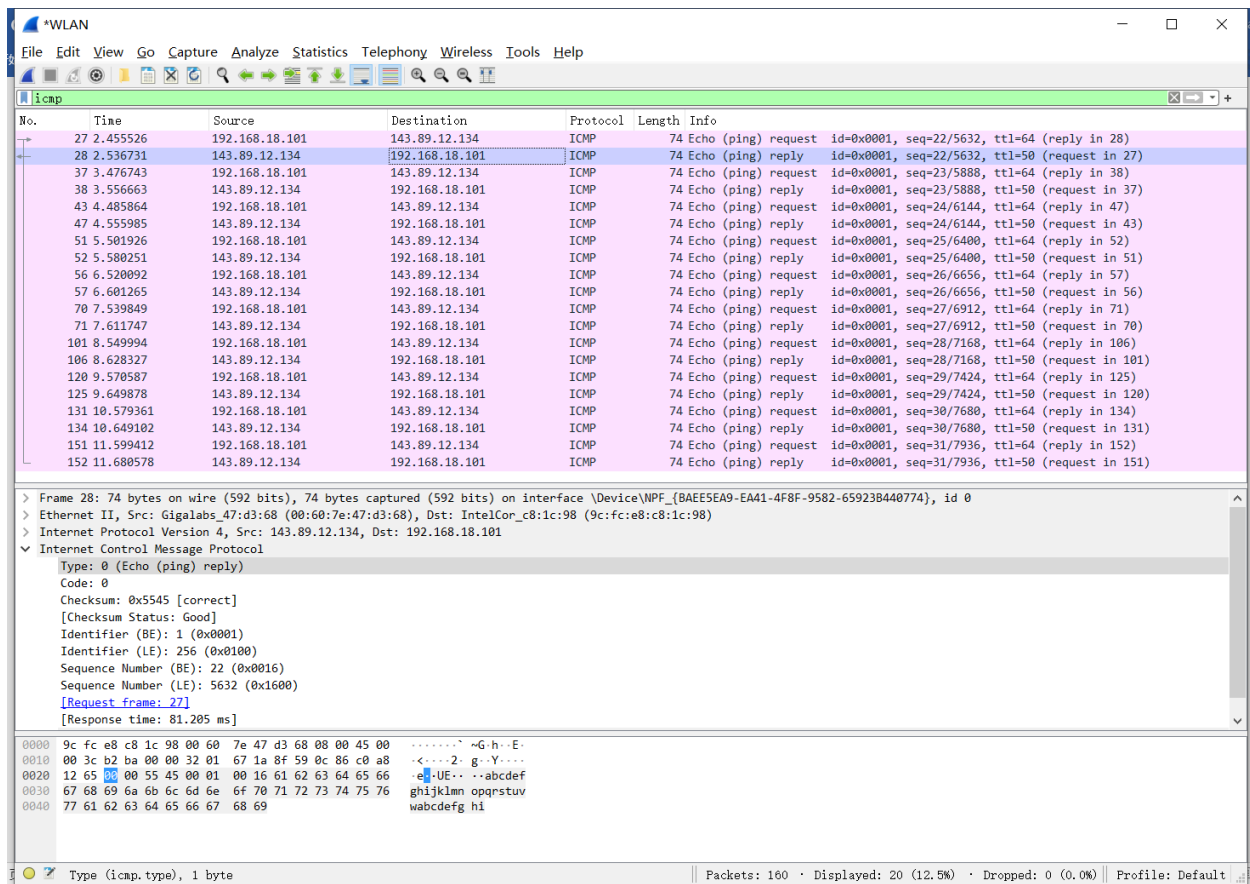 *WLAN
File Edit View Go Capture Analyze Statistics Telephony Wireless Tools Help
icmp
No. Time Source Destination Protocol Length Info
27 2.455526 192.168.18.101 143.89.12.134 ICMP 74 Echo (ping) request id=0x0001, seq=22/5632, ttl=64 (reply in 28)
28 2.536731 143.89.12.134 192.168.18.101 ICMP 74 Echo (ping) reply id=0x0001, seq=22/5632, ttl=50 (request in 27)
37 3.476743 192.168.18.101 143.89.12.134 ICMP 74 Echo (ping) request id=0x0001, seq=23/5888, ttl=64 (reply in 38)
38 3.556663 143.89.12.134 192.168.18.101 ICMP 74 Echo (ping) reply id=0x0001, seq=23/5888, ttl=50 (request in 37)
43 4.485864 192.168.18.101 143.89.12.134 ICMP 74 Echo (ping) request id=0x0001, seq=24/6144, ttl=64 (reply in 47)
47 4.555985 143.89.12.134 192.168.18.101 ICMP 74 Echo (ping) reply id=0x0001, seq=24/6144, ttl=50 (request in 43)
51 5.501926 192.168.18.101 143.89.12.134 ICMP 74 Echo (ping) request id=0x0001, seq=25/6400, ttl=64 (reply in 52)
52 5.580251 143.89.12.134 192.168.18.101 ICMP 74 Echo (ping) reply id=0x0001, seq=25/6400, ttl=50 (request in 51)
56 6.520092 192.168.18.101 143.89.12.134 ICMP 74 Echo (ping) request id=0x0001, seq=26/6656, ttl=64 (reply in 57)
57 6.601265 143.89.12.134 192.168.18.101 ICMP 74 Echo (ping) reply id=0x0001, seq=26/6656, ttl=50 (request in 56)
70 7.539849 192.168.18.101 143.89.12.134 ICMP 74 Echo (ping) request id=0x0001, seq=27/6912, ttl=64 (reply in 71)
71 7.611747 143.89.12.134 192.168.18.101 ICMP 74 Echo (ping) reply id=0x0001, seq=27/6912, ttl=50 (request in 70)
101 8.549994 192.168.18.101 143.89.12.134 ICMP 74 Echo (ping) request id=0x0001, seq=28/7168, ttl=64 (reply in 106)
106 8.628327 143.89.12.134 192.168.18.101 ICMP 74 Echo (ping) reply id=0x0001, seq=28/7168, ttl=50 (request in 101)
120 9.570587 192.168.18.101 143.89.12.134 ICMP 74 Echo (ping) request id=0x0001, seq=29/7424, ttl=64 (reply in 125)
125 9.649878 143.89.12.134 192.168.18.101 ICMP 74 Echo (ping) reply id=0x0001, seq=29/7424, ttl=50 (request in 120)
131 10.579361 192.168.18.101 143.89.12.134 ICMP 74 Echo (ping) request id=0x0001, seq=30/7680, ttl=64 (reply in 134)
134 10.649102 143.89.12.134 192.168.18.101 ICMP 74 Echo (ping) reply id=0x0001, seq=30/7680, ttl=50 (request in 131)
151 11.599412 192.168.18.101 143.89.12.134 ICMP 74 Echo (ping) request id=0x0001, seq=31/7936, ttl=64 (reply in 152)
152 11.680578 143.89.12.134 192.168.18.101 ICMP 74 Echo (ping) reply id=0x0001, seq=31/7936, ttl=50 (request in 151)
Frame 28: 74 bytes on wire (592 bits), 74 bytes captured (592 bits) on interface \Device\NPF_{BAEE5EA9-EA41-4F8F-9582-65923B440774}, id 0
Ethernet II, Src: Gigalabs_47:d3:68 (00:60:7e:47:d3:68), Dst: IntelCor_c8:1c:98 (9c:fc:e8:c8:1c:98)
Internet Protocol Version 4, Src: 143.89.12.134, Dst: 192.168.18.101
Internet Control Message Protocol
Type: 0 (Echo (ping) reply)
Code: 0
Checksum: 0x5545 [correct]
[Checksum Status: Good]
Identifier (BE): 1 (0x0001)
Identifier (LE): 256 (0x0100)
Sequence Number (BE): 22 (0x0016)
Sequence Number (LE): 5632 (0x1600)
[Request frame: 27]
[Response time: 81.205 ms]
0000 9c fc e8 c8 1c 98 00 60 7e 47 d3 68 08 00 45 00 ·······` ~G·h··E·
0010 00 3c b2 ba 00 00 32 01 67 1a 8f 59 0c 86 c0 a8 ·<····2· g··Y····
0020 12 65 00 00 55 45 00 01 00 16 61 62 63 64 65 66 ·e··UE·· ··abcdef
0030 67 68 69 6a 6b 6c 6d 6e 6f 70 71 72 73 74 75 76 ghijklmn opqrstuv
0040 77 61 62 63 64 65 66 67 68 69 wabcdefg hi
Type (icmp.type), 1 byte Packets: 160 · Displayed: 20 (12.5%) · Dropped: 0 (0.0%) Profile: Default